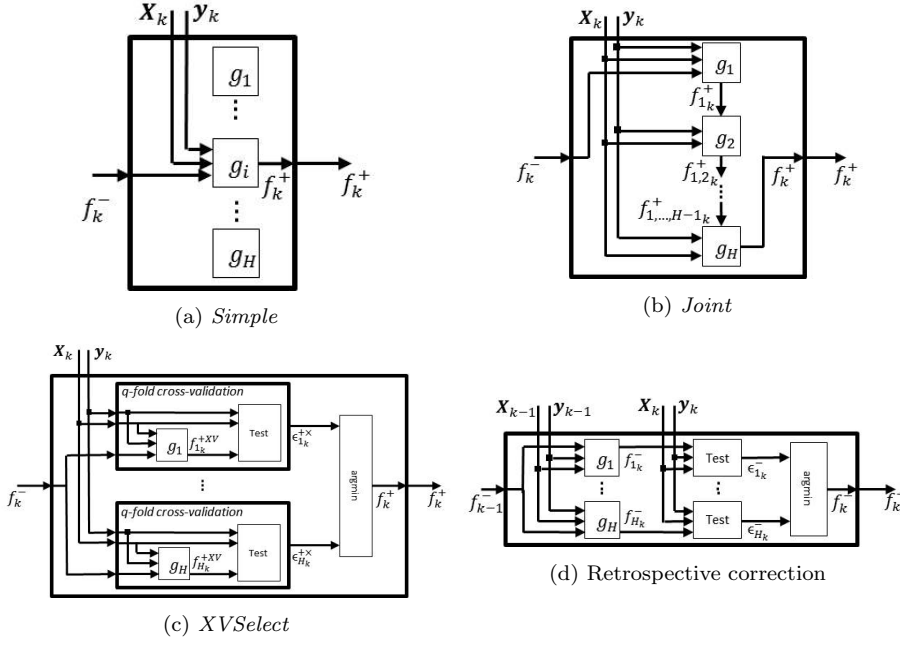 X_k y_k
g_1
⋮
g_i
f_k^- f_k^+ f_k^+
⋮
g_H
(a) Simple
X_k y_k
g_1
f_{1_k}^+
g_2
f_k^- f_{1,2_k}^+ f_k^+ f_k^+
⋮
f_{1,...,H-1_k}^+
g_H
(b) Joint
X_k y_k
q-fold cross-validation
Test
g_1 f_{1_k}^{+XV} ϵ_{1_k}^{+×}
...
argmin
f_k^- f_k^+ f_k^+
q-fold cross-validation
Test
g_H f_{H_k}^{+XV} ϵ_{H_k}^{+×}
(c) XVSelect
X_{k-1} y_{k-1} X_k y_k
g_1 f_{1_k}^- Test ϵ_{1_k}^-
... ...
argmin
f_{k-1}^- f_k^- f_k^-
g_H f_{H_k}^- Test ϵ_{H_k}^-
(d) Retrospective correction